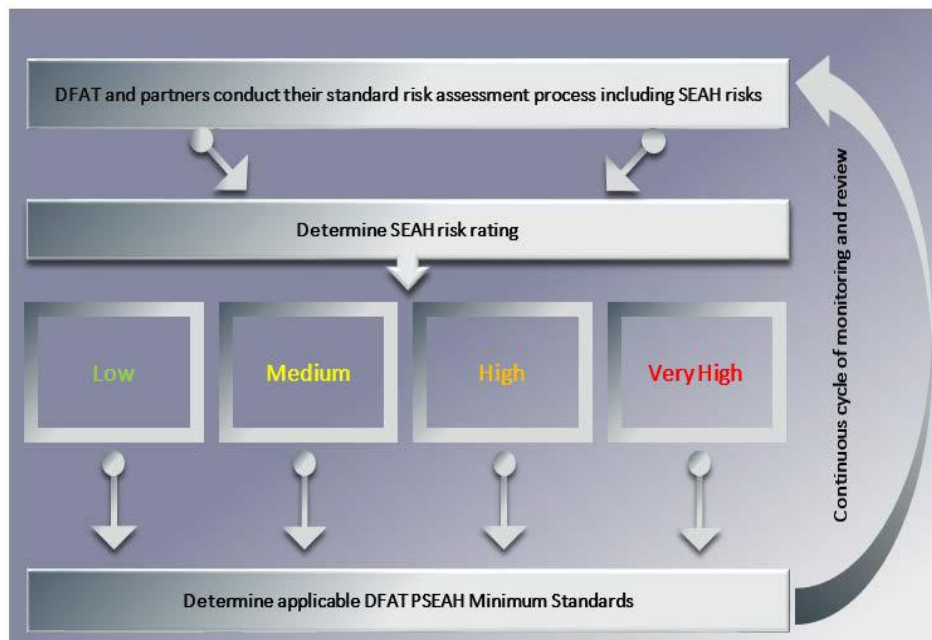 DFAT and partners conduct their standard risk assessment process including SEAH risks
Determine SEAH risk rating
Low
Medium
High
Very High
Determine applicable DFAT PSEAH Minimum Standards
Continuous cycle of monitoring and review